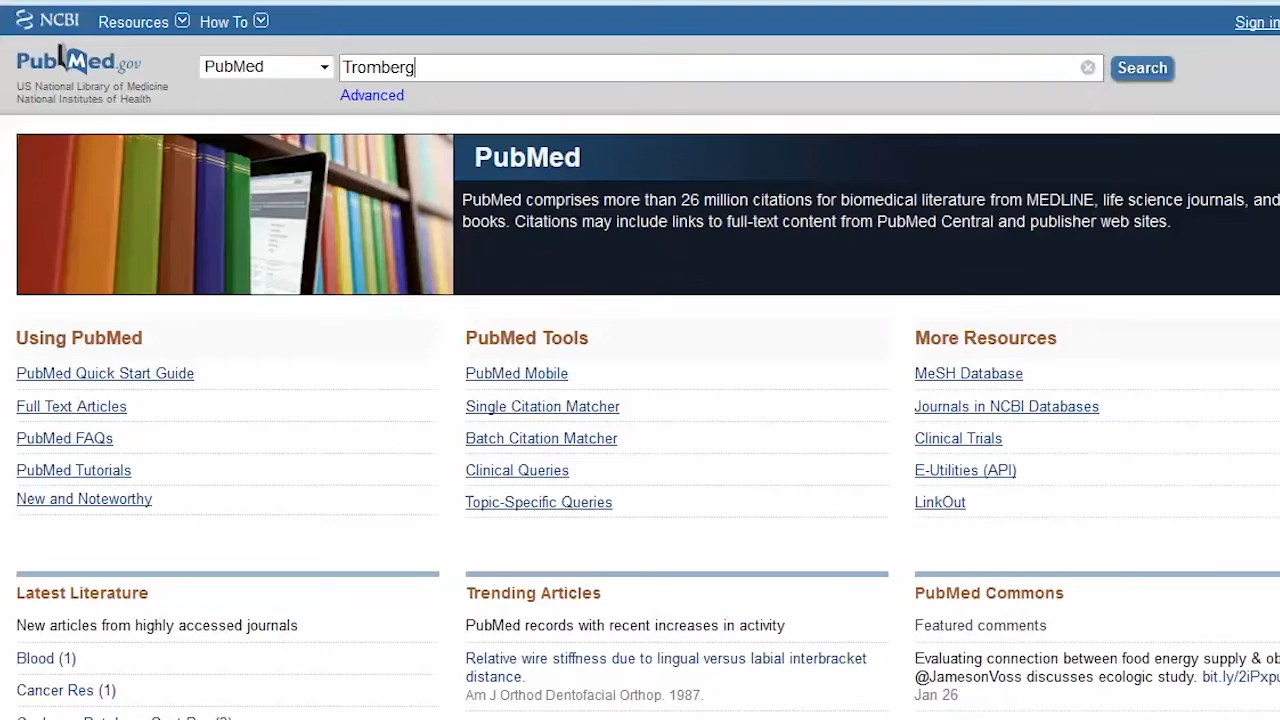 NCBI Resources How To Sign in
PubMed.gov
US National Library of Medicine
National Institutes of Health
PubMed
Tromberg
Search
Advanced
PubMed
PubMed comprises more than 26 million citations for biomedical literature from MEDLINE, life science journals, and
books. Citations may include links to full-text content from PubMed Central and publisher web sites.
Using PubMed
PubMed Quick Start Guide
Full Text Articles
PubMed FAQs
PubMed Tutorials
New and Noteworthy
PubMed Tools
PubMed Mobile
Single Citation Matcher
Batch Citation Matcher
Clinical Queries
Topic-Specific Queries
More Resources
MeSH Database
Journals in NCBI Databases
Clinical Trials
E-Utilities (API)
LinkOut
Latest Literature
New articles from highly accessed journals
Blood (1)
Cancer Res (1)
Trending Articles
PubMed records with recent increases in activity
Relative wire stiffness due to lingual versus labial interbracket
distance.
Am J Orthod Dentofacial Orthop. 1987.
PubMed Commons
Featured comments
Evaluating connection between food energy supply & ob
@JamesonVoss discusses ecologic study. bit.ly/2iPxpu
Jan 26